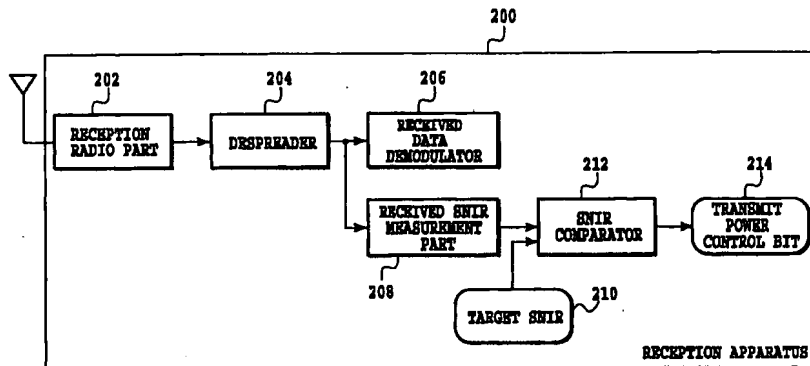 200
202
204
206
RECEPTION
RADIO PART
DESPREADER
RECEIVED
DATA
DEMODULATOR
212
214
RECEIVED SNIR
MEASUREMENT
PART
SNIR
COMPARATOR
TRANSMIT
POWER
CONTROL BIT
208
210
TARGET SNIR
RECEPTION APPARATUS